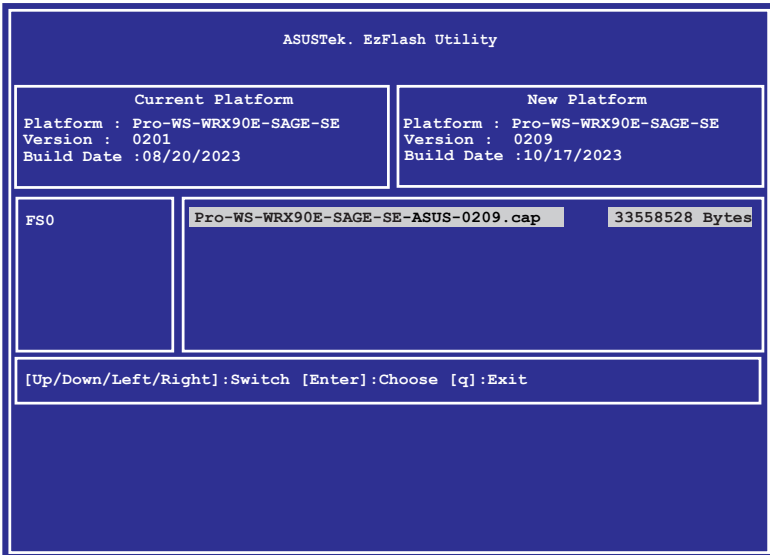 ASUSTek. EzFlash Utility
Current Platform
Platform : Pro-WS-WRX90E-SAGE-SE
Version : 0201
Build Date :08/20/2023
New Platform
Platform : Pro-WS-WRX90E-SAGE-SE
Version : 0209
Build Date :10/17/2023
FS0
Pro-WS-WRX90E-SAGE-SE-ASUS-0209.cap 33558528 Bytes
[Up/Down/Left/Right]:Switch [Enter]:Choose [q]:Exit